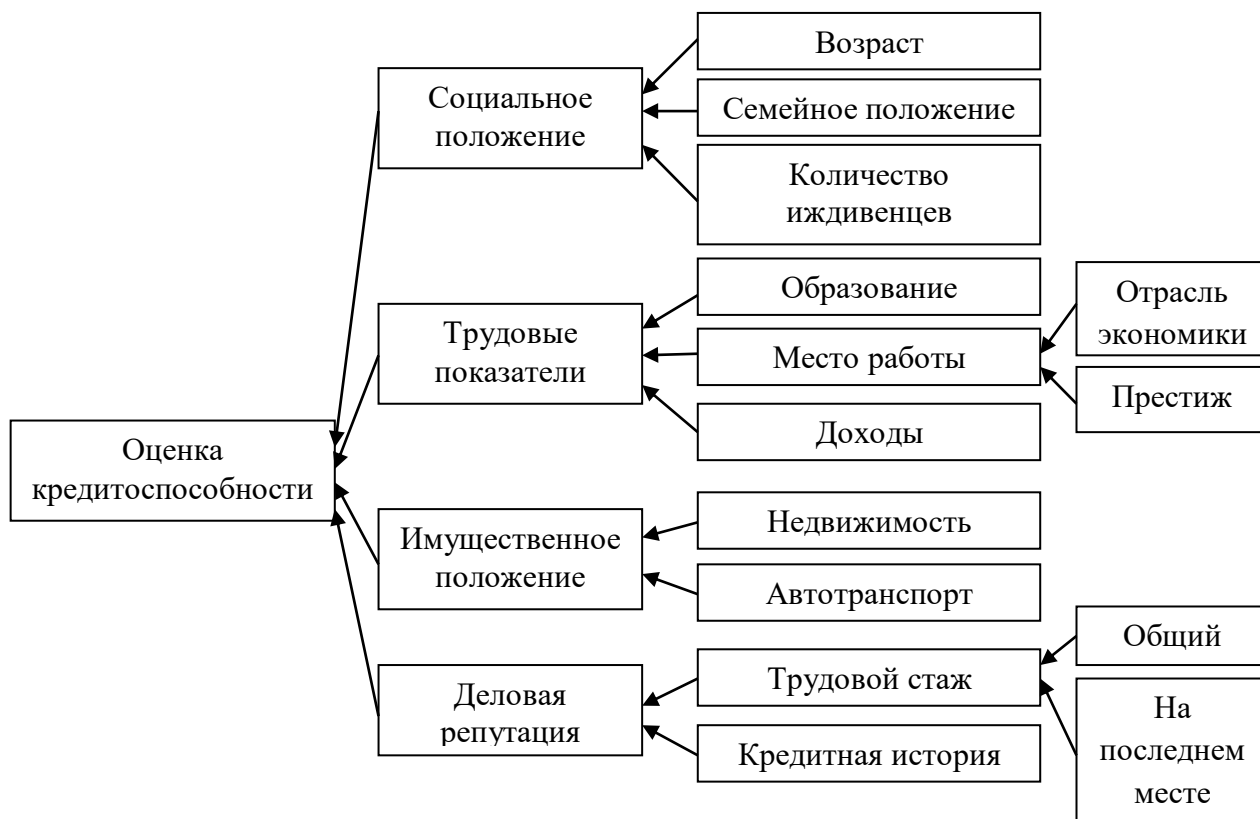 Возраст
Социальное
положение
Семейное положение
Количество
иждивенцев
Образование
Отрасль
экономики
Трудовые
показатели
Место работы
Престиж
Доходы
Оценка
кредитоспособности
Недвижимость
Имущественное
положение
Автотранспорт
Общий
Деловая
репутация
Трудовой стаж
На
последнем
месте
Кредитная история